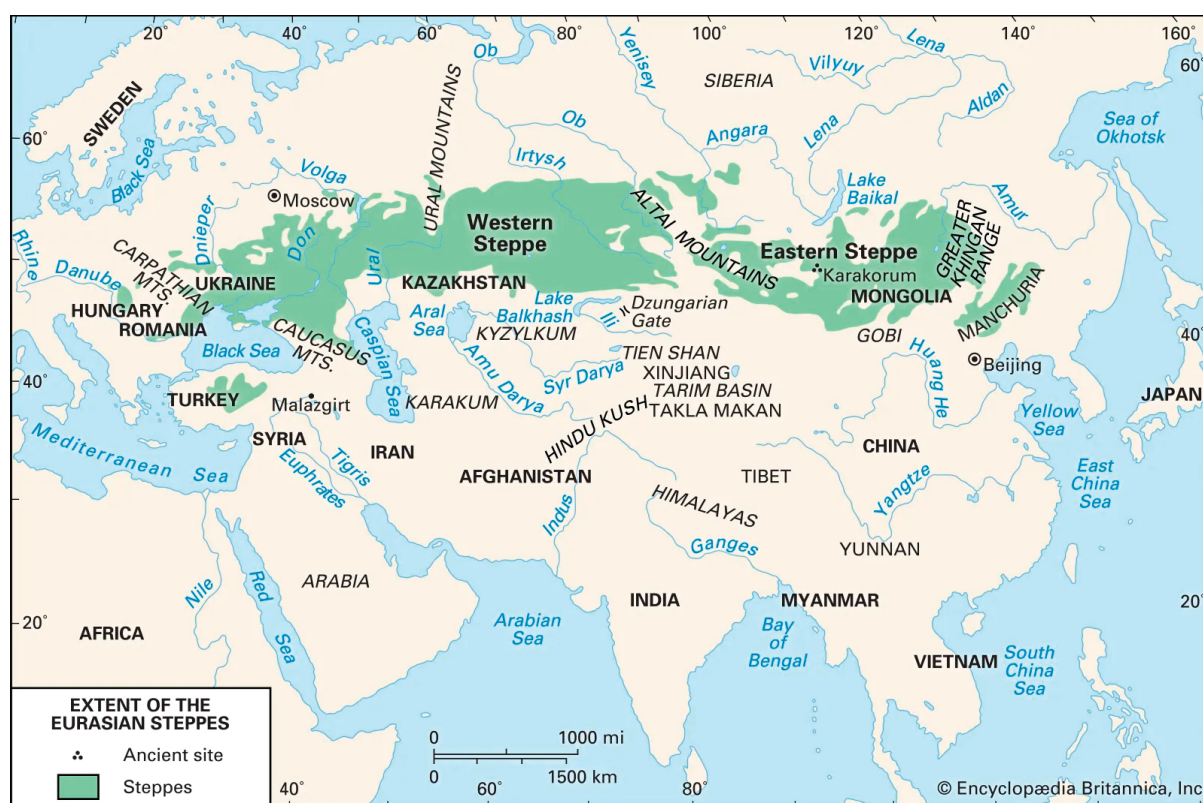 20°
40°
60°
80°
100°
120°
140°
160°
60°
60°
40°
40°
20°
20°
40°
60°
80°
SWEDEN
Black Sea
Ob
Yenisey
Lena
Vilyuy
SIBERIA
Aldan
Sea of
Okhotsk
Ob
Angara
Lena
Irtysh
URAL MOUNTAINS
Volga
Moscow
Lake
Baikal
Amur
Rhine
Dnieper
Don
Western
Steppe
ALTAI MOUNTAINS
Eastern Steppe
Karakorum
GREATER
KHINGAN
RANGE
Danube
CARPATHIAN
MTS.
UKRAINE
Ural
KAZAKHSTAN
MONGOLIA
MANCHURIA
HUNGARY
ROMANIA
Aral
Sea
Lake
Balkhash
Ili
Dzungarian
Gate
KYZYLKUM
GOBI
Black Sea
CAUCASUS
MTS.
Caspian Sea
TIEN SHAN
XINJIANG
TARIM BASIN
TAKLA MAKAN
Huang He
Beijing
TURKEY
Malazgirt
KARAKUM
Amu Darya
Syr Darya
JAPAN
Yellow
Sea
Mediterranean Sea
SYRIA
IRAN
HINDU KUSH
CHINA
Euphrates
Tigris
AFGHANISTAN
TIBET
East
China
Sea
Indus
HIMALAYAS
Yangtze
Ganges
YUNNAN
Nile
Red
Sea
ARABIA
AFRICA
Arabian
Sea
INDIA
MYANMAR
Bay
of
Bengal
VIETNAM
South
China
Sea
EXTENT OF THE
EURASIAN STEPPES
Ancient site
Steppes
0 1000 mi
0 1500 km
© Encyclopædia Britannica, Inc